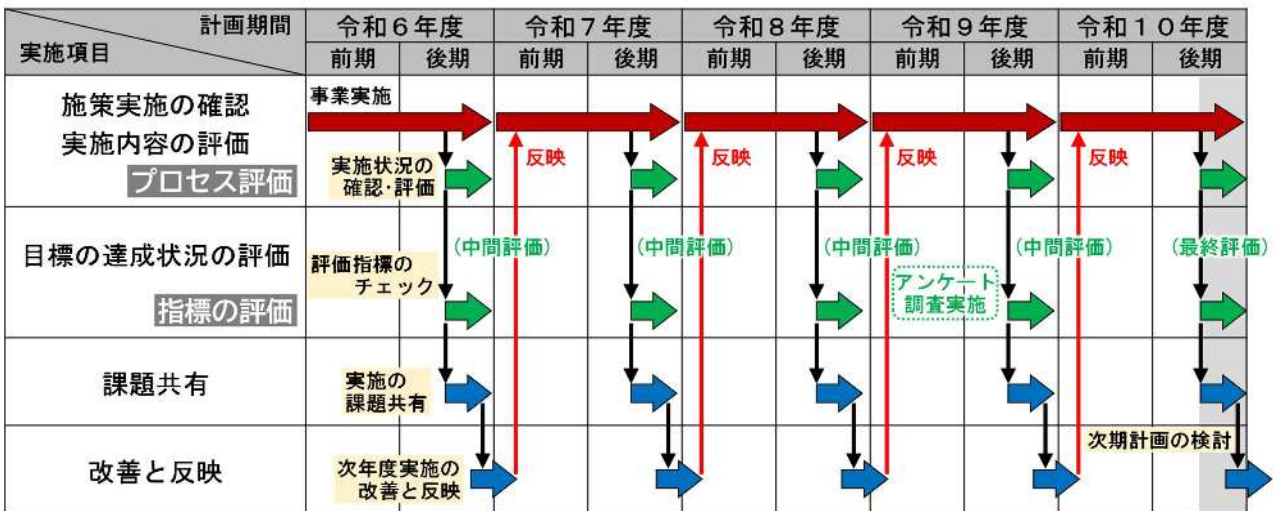 計画期間
実施項目
令和６年度
令和７年度
令和８年度
令和９年度
令和１０年度
前期
後期
前期
後期
前期
後期
前期
後期
前期
後期
施策実施の確認
実施内容の評価
プロセス評価
事業実施
実施状況の
確認・評価
反映
反映
反映
反映
目標の達成状況の評価
指標の評価
評価指標の
チェック
(中間評価)
(中間評価)
(中間評価)
(中間評価)
(最終評価)
アンケート
調査実施
課題共有
実施の
課題共有
改善と反映
次年度実施の
改善と反映
次期計画の検討